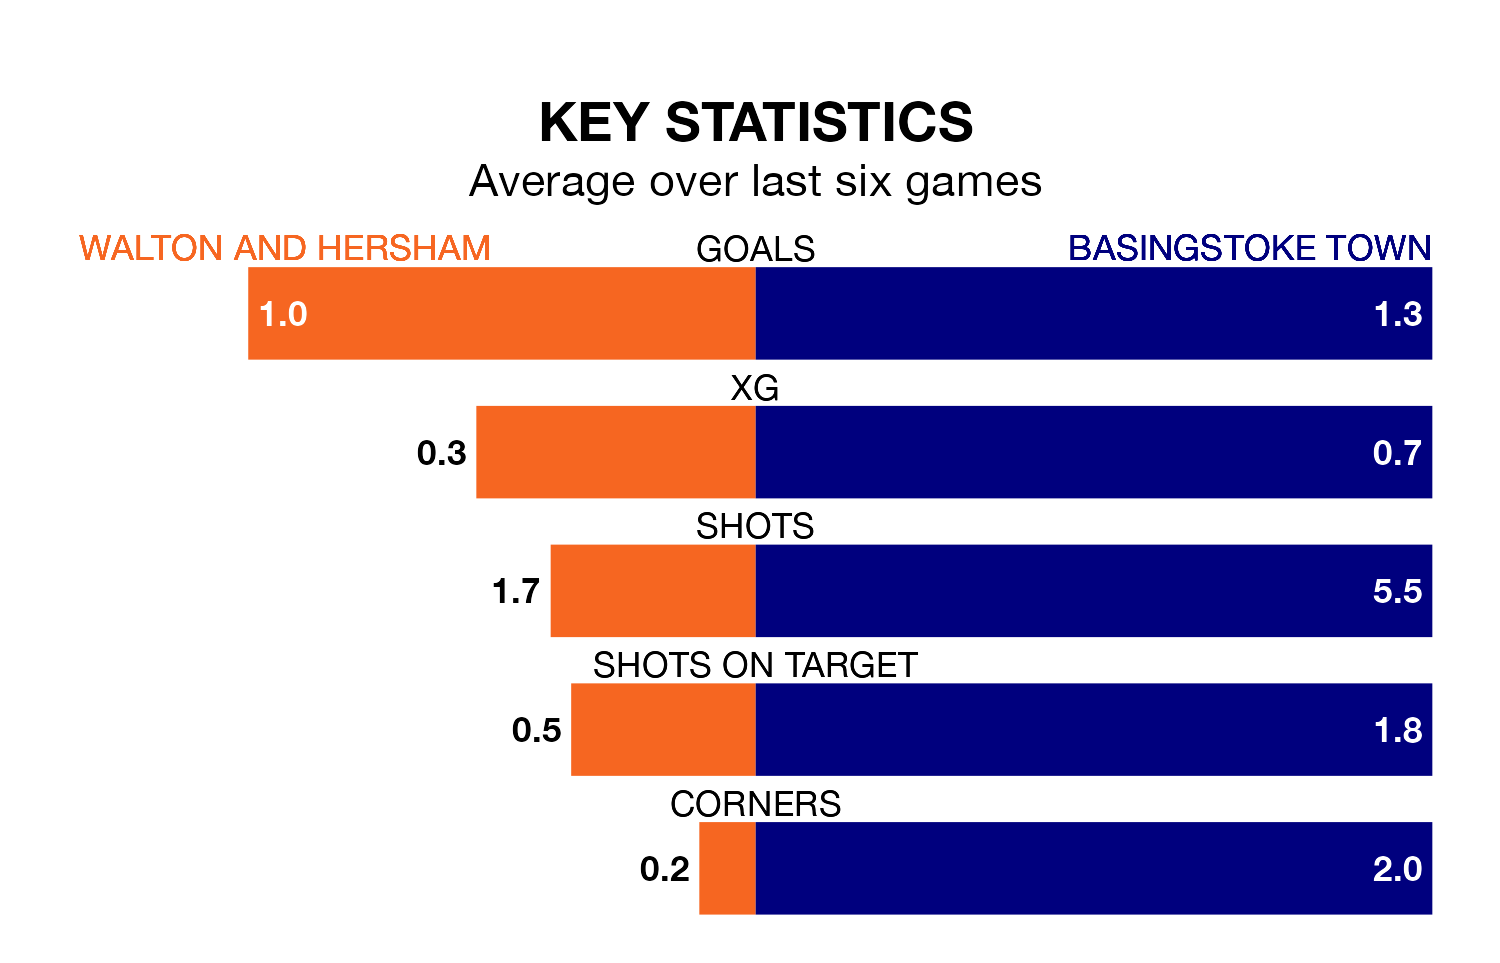 KEY STATISTICS
Average over last six games
WALTON AND HERSHAM GOALS BASINGSTOKE TOWN
1.0 1.3
XG
0.3 0.7
SHOTS
1.7 5.5
SHOTS ON TARGET
0.5 1.8
CORNERS
0.2 2.0